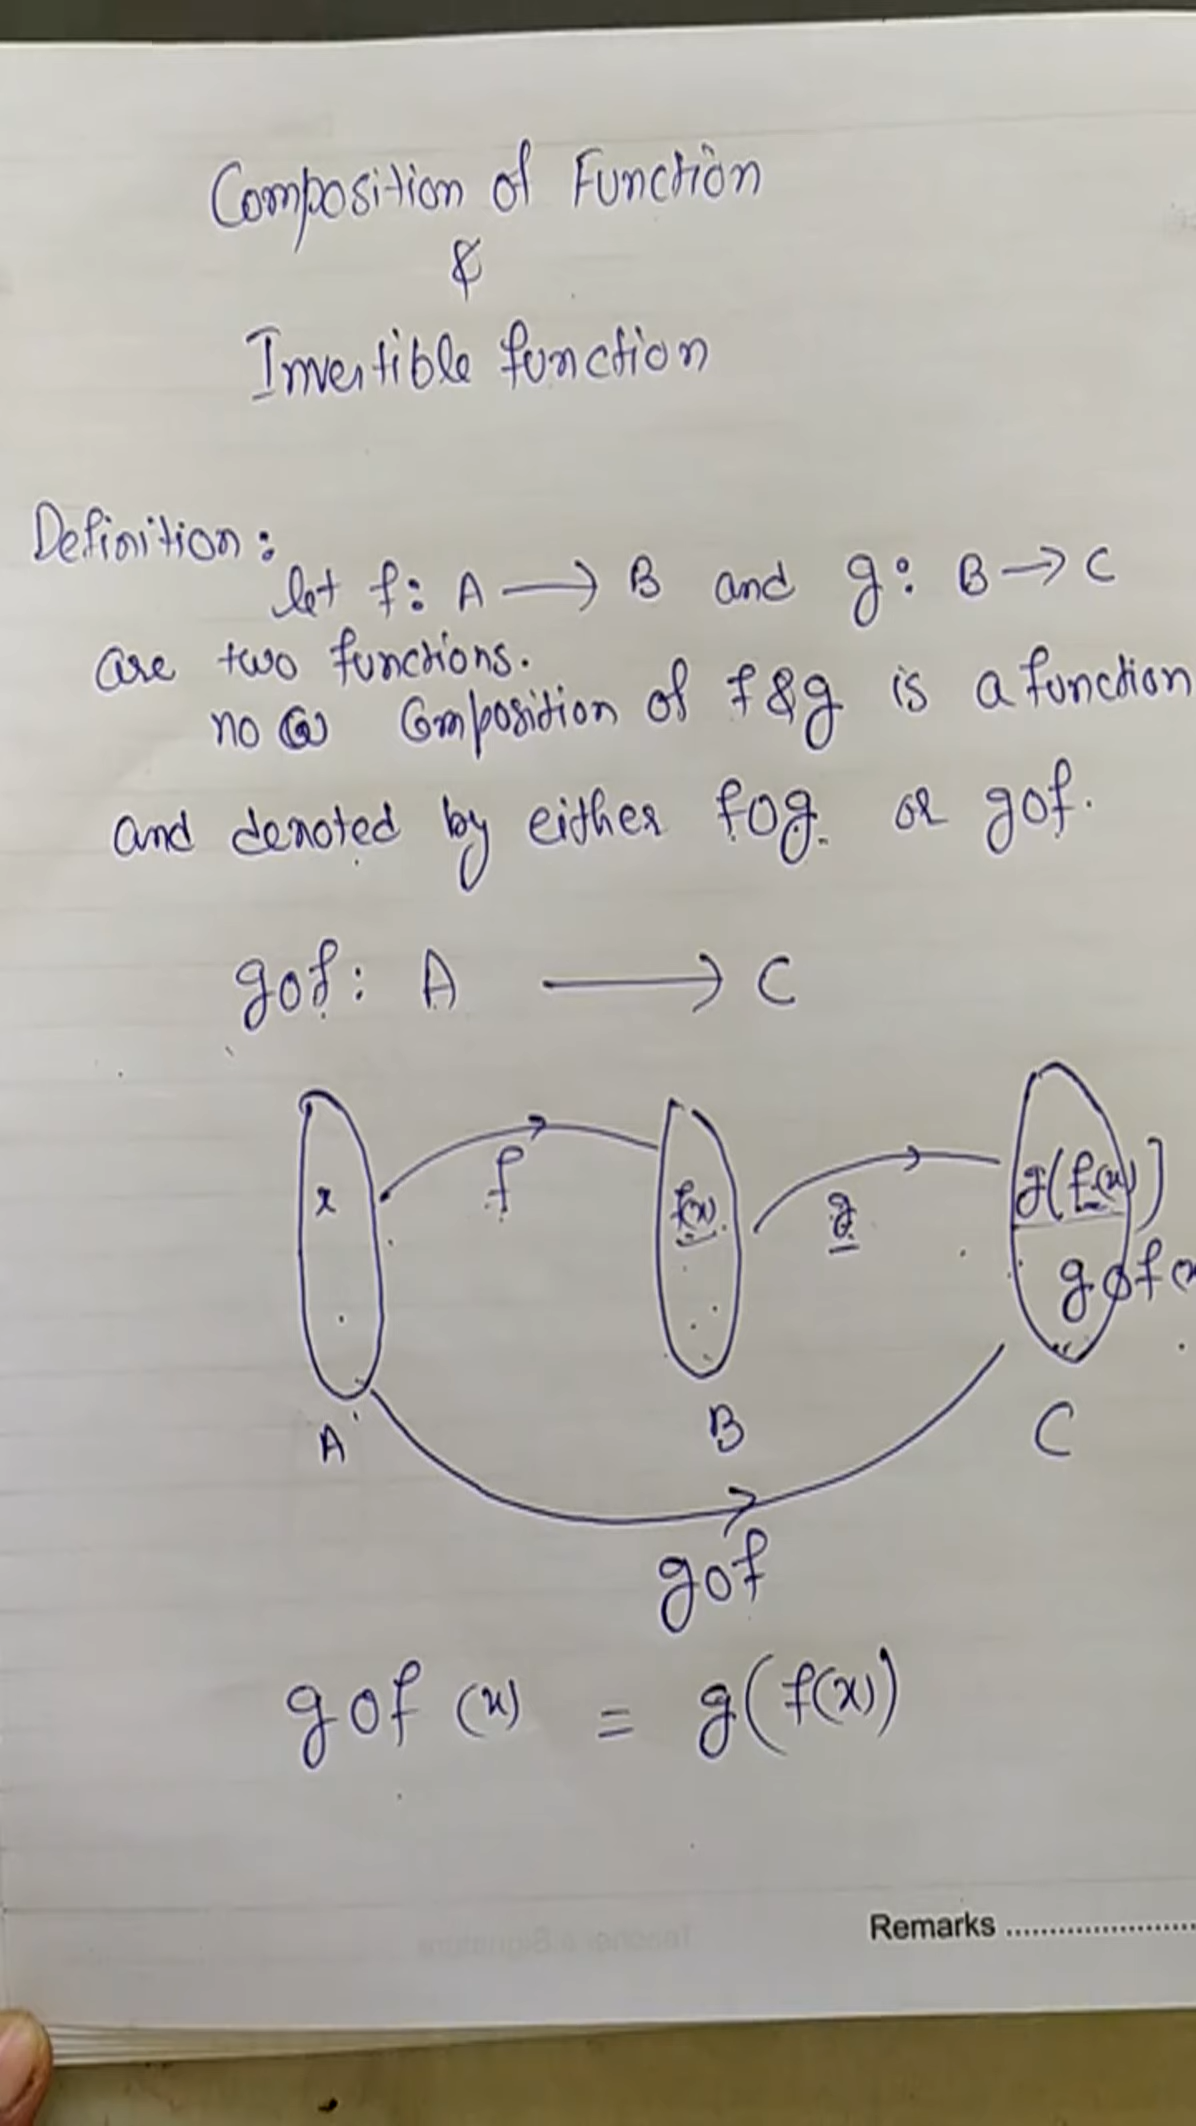 Composition of Function
&
Invertible function
Definition:
let f: A → B and g: B → C
are two functions.
no Composition of f & g is a function
and denoted by either fog. or gof.
gof: A → C
x f f(x) g g(f(x)]
gof
A B C
gof
gof (x) = g(f(x))
Remarks ......................